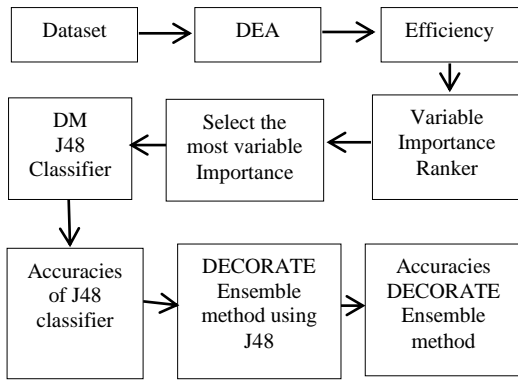 Dataset
DEA
Efficiency
DM
J48
Classifier
Select the
most variable
Importance
Variable
Importance
Ranker
Accuracies
of J48
classifier
DECORATE
Ensemble
method using
J48
Accuracies
DECORATE
Ensemble
method